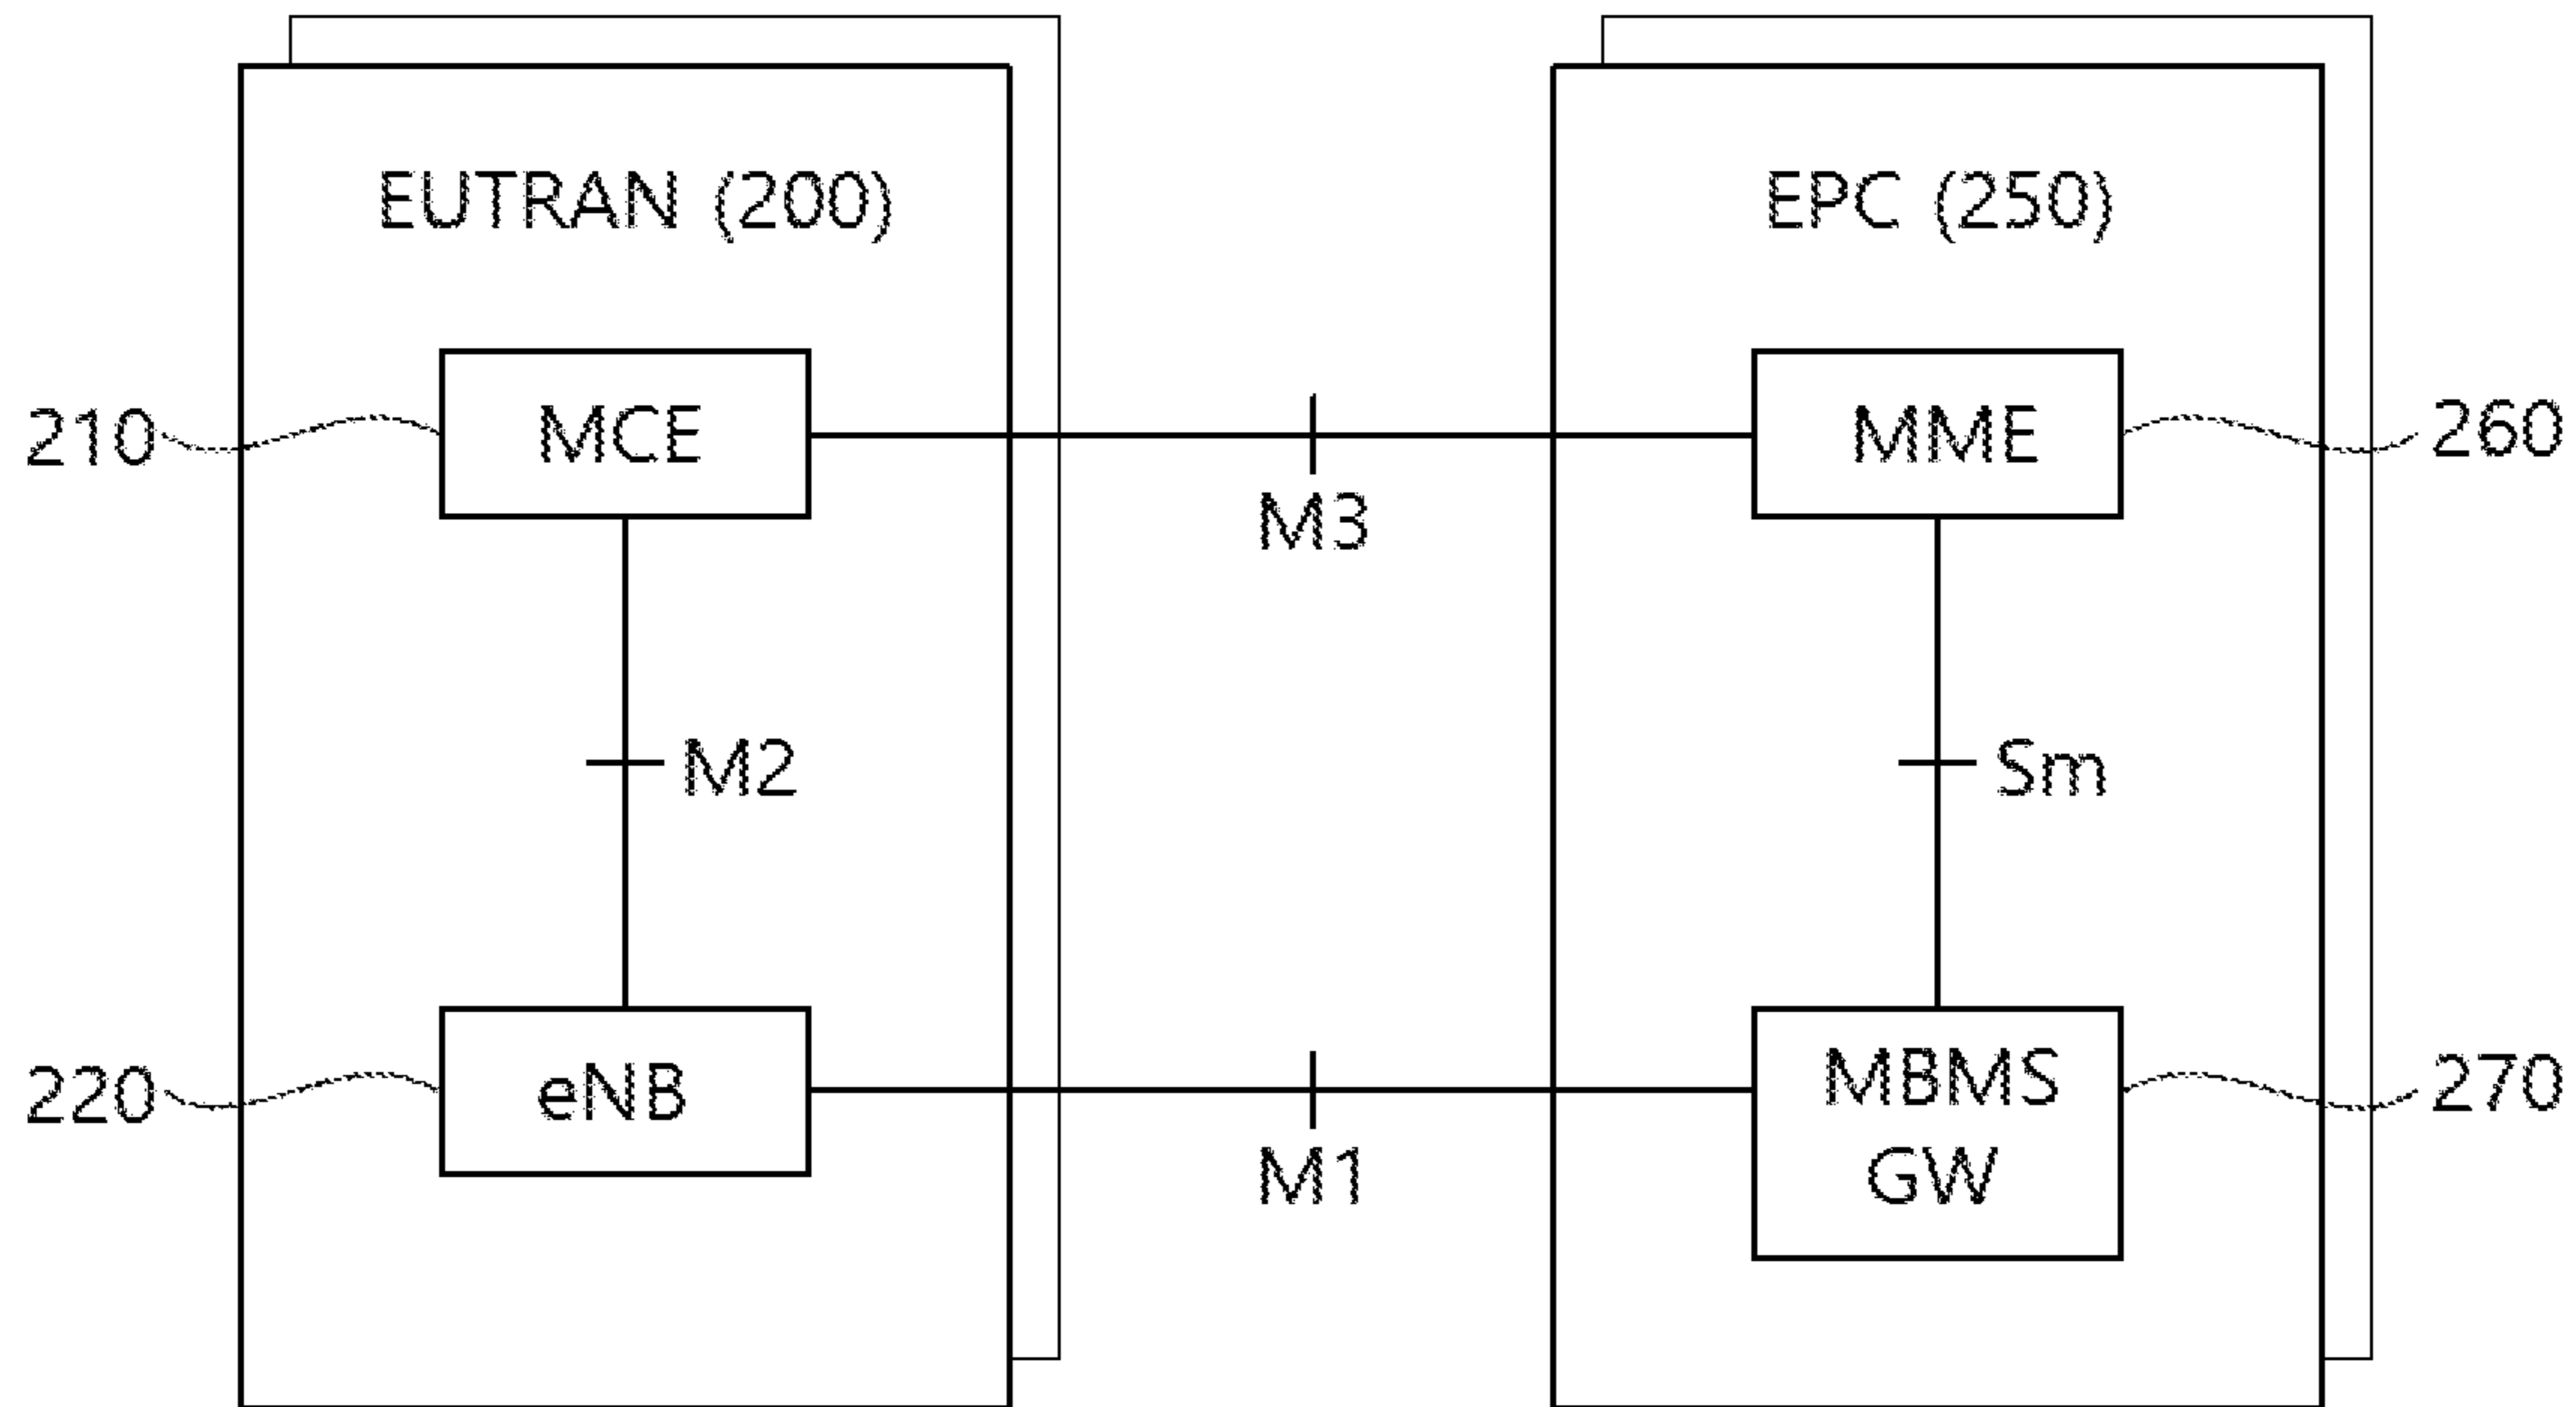 EUTRAN (200)
EPC (250)
210
MCE
MME
260
M3
M2
Sm
220
eNB
MBMS
GW
270
M1